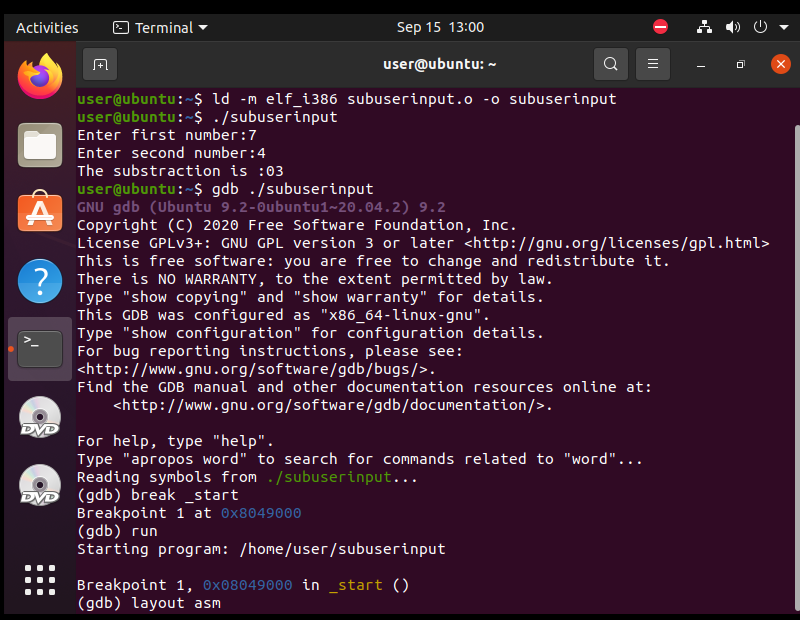 Activities Terminal Sep 15 13:00
user@ubuntu: ~
user@ubuntu:~$ ld -m elf_i386 subuserinput.o -o subuserinput
user@ubuntu:~$ ./subuserinput
Enter first number:7
Enter second number:4
The substraction is :03
user@ubuntu:~$ gdb ./subuserinput
GNU gdb (Ubuntu 9.2-0ubuntu1~20.04.2) 9.2
Copyright (C) 2020 Free Software Foundation, Inc.
License GPLv3+: GNU GPL version 3 or later <http://gnu.org/licenses/gpl.html>
This is free software: you are free to change and redistribute it.
There is NO WARRANTY, to the extent permitted by law.
Type "show copying" and "show warranty" for details.
This GDB was configured as "x86_64-linux-gnu".
Type "show configuration" for configuration details.
For bug reporting instructions, please see:
<http://www.gnu.org/software/gdb/bugs/>.
Find the GDB manual and other documentation resources online at:
    <http://www.gnu.org/software/gdb/documentation/>.
For help, type "help".
Type "apropos word" to search for commands related to "word"...
Reading symbols from ./subuserinput...
(gdb) break _start
Breakpoint 1 at 0x8049000
(gdb) run
Starting program: /home/user/subuserinput
Breakpoint 1, 0x08049000 in _start ()
(gdb) layout asm
>_
DVD
DVD